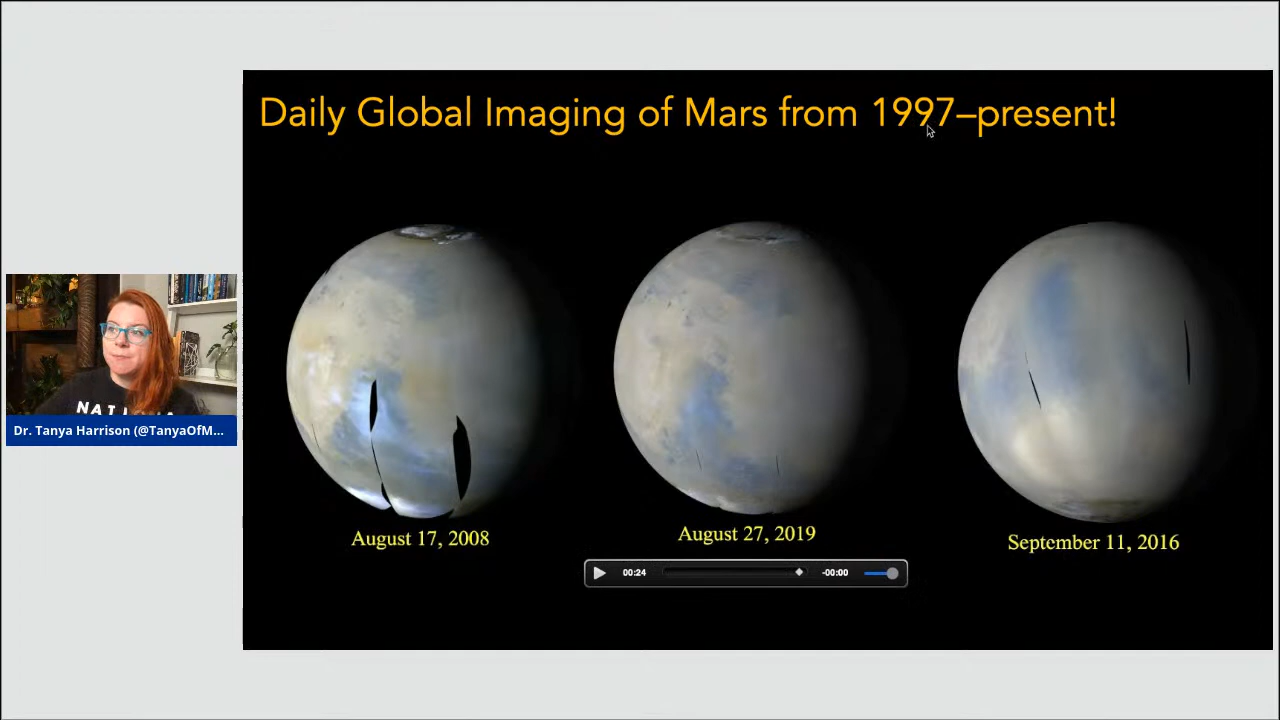 Daily Global Imaging of Mars from 1997–present!
NATI
Dr. Tanya Harrison (@TanyaOfM...
August 17, 2008
August 27, 2019
September 11, 2016
00:24
-00:00